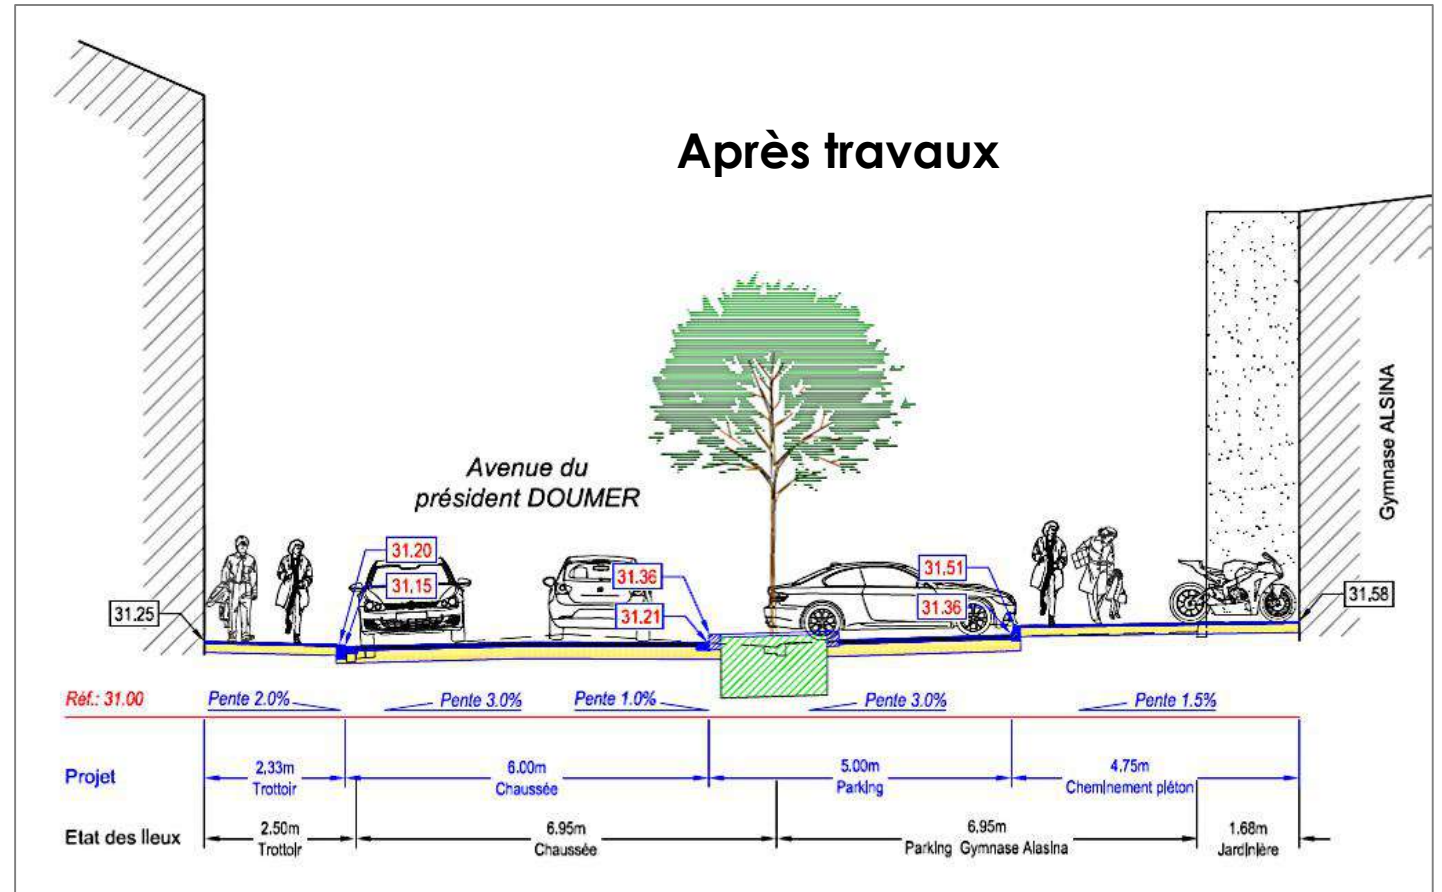 Après travaux
Gymnase ALSINA
Avenue du
président DOUMER
31.20
31.15
31.36
31.21
31.51
31.36
31.25
31.58
Réf.: 31.00
Pente 2.0%
Pente 3.0%
Pente 1.0%
Pente 3.0%
Pente 1.5%
Projet
2.33m
Trottoir
6.00m
Chaussée
5.00m
Parking
4.75m
Cheminement piéton
Etat des lieux
2.50m
Trottoir
6.95m
Chaussée
6.95m
Parking Gymnase Alasina
1.68m
Jardinière